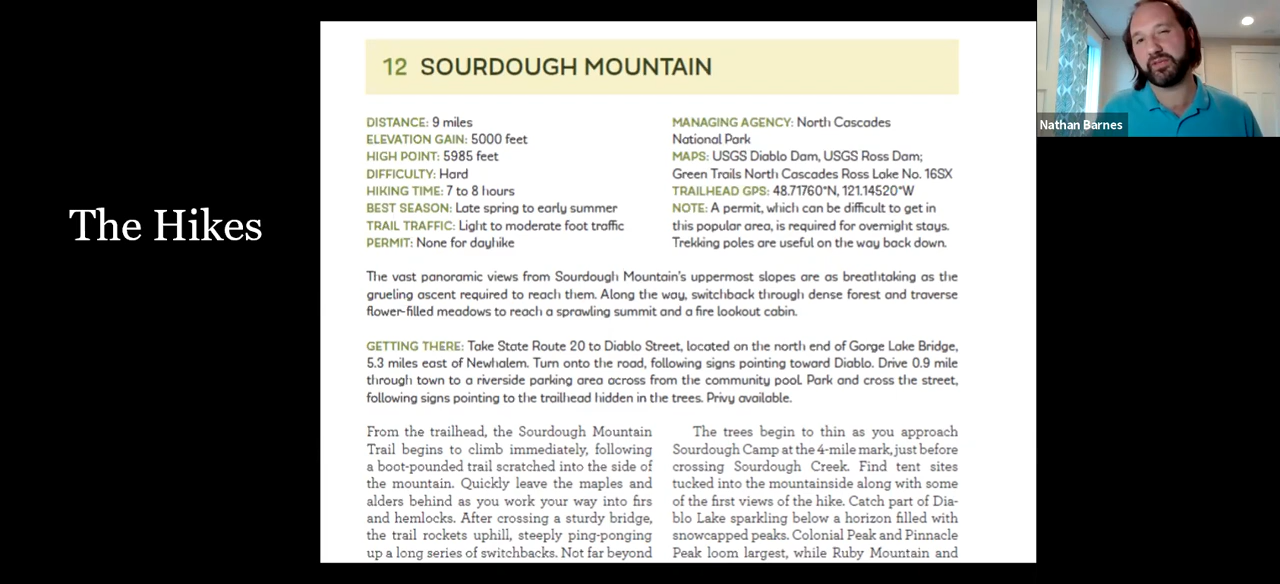 The Hikes
12 SOURDOUGH MOUNTAIN
DISTANCE: 9 miles
ELEVATION GAIN: 5000 feet
HIGH POINT: 5985 feet
DIFFICULTY: Hard
HIKING TIME: 7 to 8 hours
BEST SEASON: Late spring to early summer
TRAIL TRAFFIC: Light to moderate foot traffic
PERMIT: None for dayhike
MANAGING AGENCY: North Cascades
National Park
MAPS: USGS Diablo Dam, USGS Ross Dam;
Green Trails North Cascades Ross Lake No. 16SX
TRAILHEAD GPS: 48.71760°N, 121.14520°W
NOTE: A permit, which can be difficult to get in
this popular area, is required for overnight stays.
Trekking poles are useful on the way back down.
The vast panoramic views from Sourdough Mountain's uppermost slopes are as breathtaking as the
grueling ascent required to reach them. Along the way, switchback through dense forest and traverse
flower-filled meadows to reach a sprawling summit and a fire lookout cabin.
GETTING THERE: Take State Route 20 to Diablo Street, located on the north end of Gorge Lake Bridge,
5.3 miles east of Newhalem. Turn onto the road, following signs pointing toward Diablo. Drive 0.9 mile
through town to a riverside parking area across from the community pool. Park and cross the street,
following signs pointing to the trailhead hidden in the trees. Privy available.
From the trailhead, the Sourdough Mountain
Trail begins to climb immediately, following
a boot-pounded trail scratched into the side of
the mountain. Quickly leave the maples and
alders behind as you work your way into firs
and hemlocks. After crossing a sturdy bridge,
the trail rockets uphill, steeply ping-ponging
up a long series of switchbacks. Not far beyond
The trees begin to thin as you approach
Sourdough Camp at the 4-mile mark, just before
crossing Sourdough Creek. Find tent sites
tucked into the mountainside along with some
of the first views of the hike. Catch part of Dia-
blo Lake sparkling below a horizon filled with
snowcapped peaks. Colonial Peak and Pinnacle
Peak loom largest, while Ruby Mountain and
Nathan Barnes